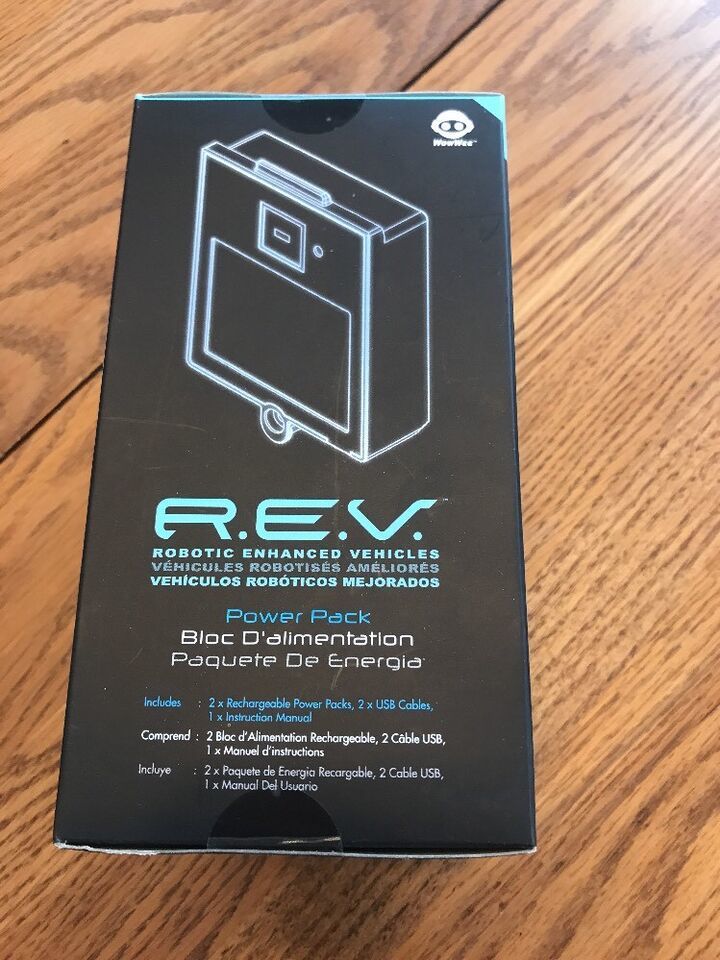 WowWee™
R.E.V.™
ROBOTIC ENHANCED VEHICLES
VÉHICULES ROBOTISÉS AMÉLIORÉS
VEHÍCULOS ROBÓTICOS MEJORADOS
Power Pack
Bloc D'alimentation
Paquete De Energia
Includes : 2 x Rechargeable Power Packs, 2 x USB Cables,
1 x Instruction Manual
Comprend : 2 Bloc d'Alimentation Rechargeable, 2 Câble USB,
1 x Manuel d'instructions
Incluye : 2 x Paquete de Energia Recargable, 2 Cable USB,
1 x Manual Del Usuario